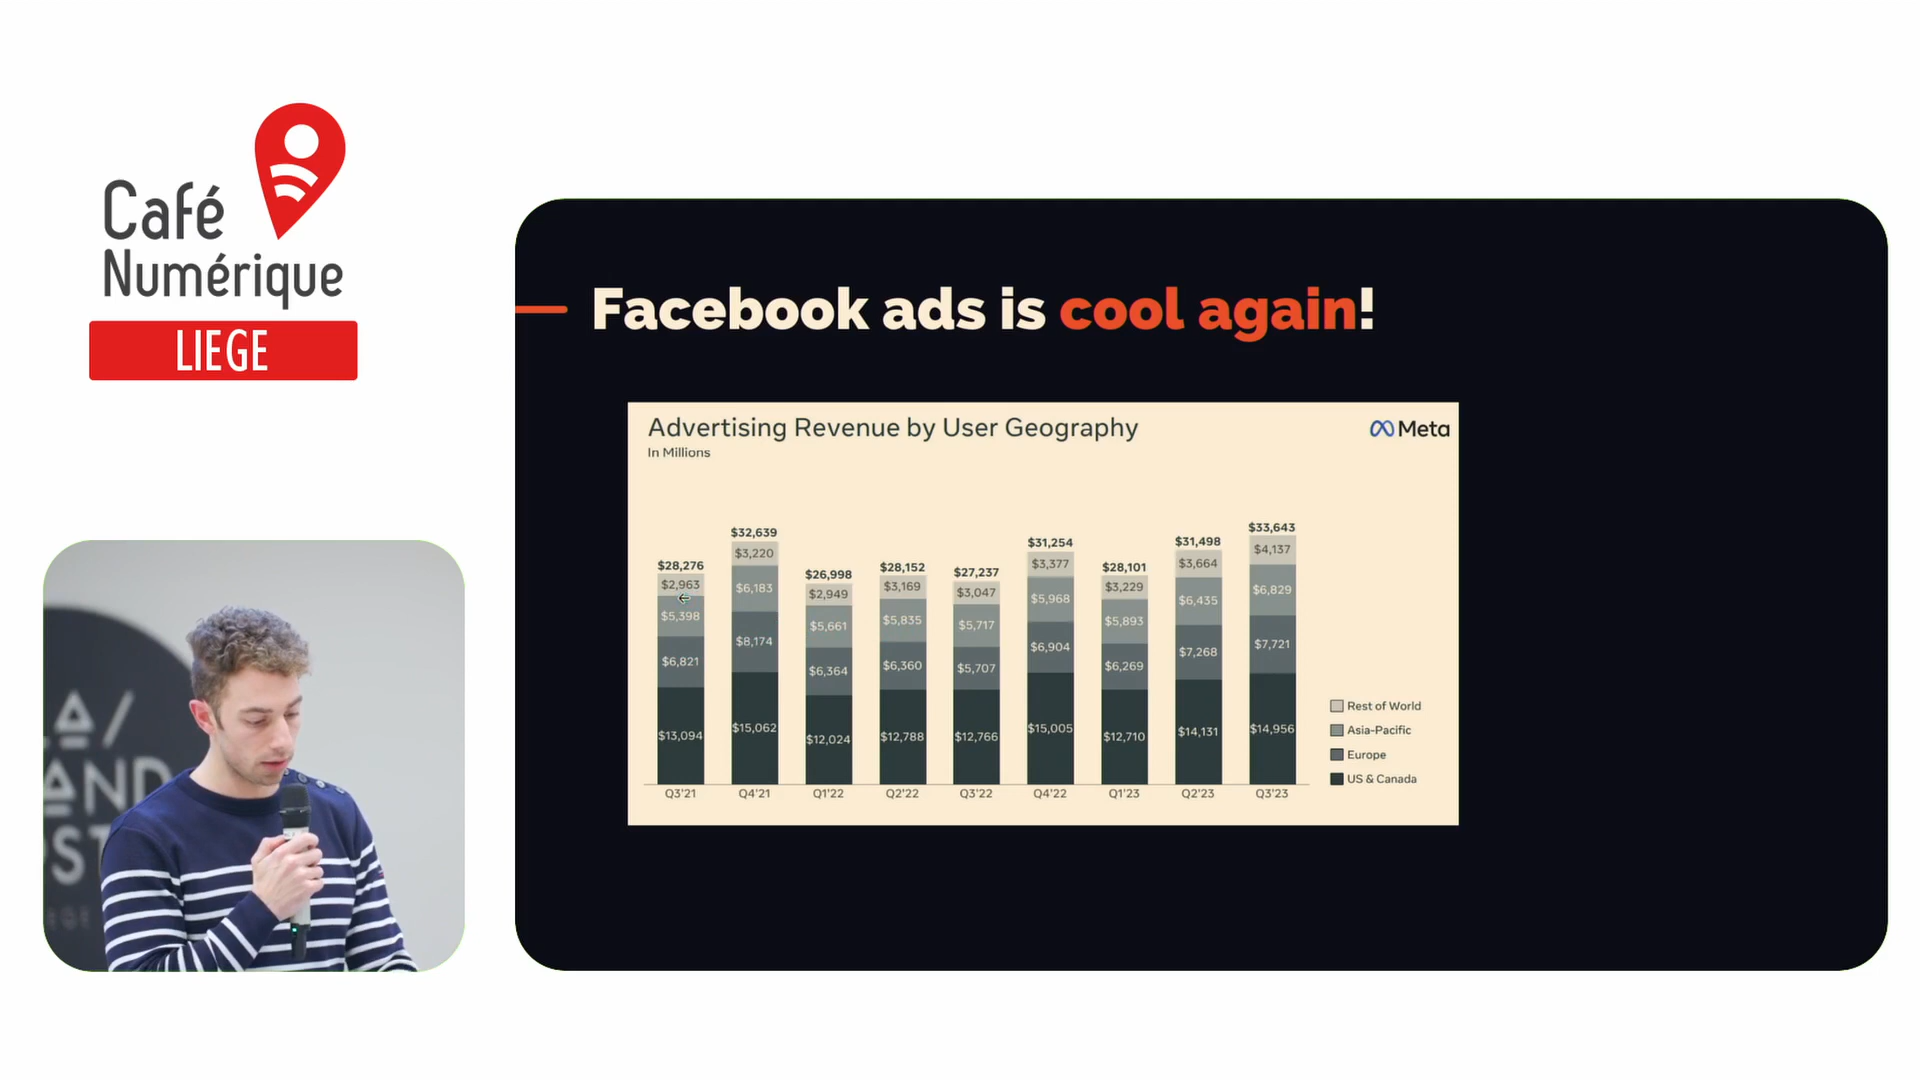 Café
Numérique
LIEGE
Facebook ads is cool again!
Advertising Revenue by User Geography
In Millions
Meta
$28,276
$2,963
$5,398
$6,821
$13,094
Q3'21
$32,639
$3,220
$6,183
$8,174
$15,062
Q4'21
$26,998
$2,949
$5,661
$6,364
$12,024
Q1'22
$28,152
$3,169
$5,835
$6,360
$12,788
Q2'22
$27,237
$3,047
$5,717
$5,707
$12,766
Q3'22
$31,254
$3,377
$5,968
$6,904
$15,005
Q4'22
$28,101
$3,229
$5,893
$6,269
$12,710
Q1'23
$31,498
$3,664
$6,435
$7,268
$14,131
Q2'23
$33,643
$4,137
$6,829
$7,721
$14,956
Q3'23
Rest of World
Asia-Pacific
Europe
US & Canada